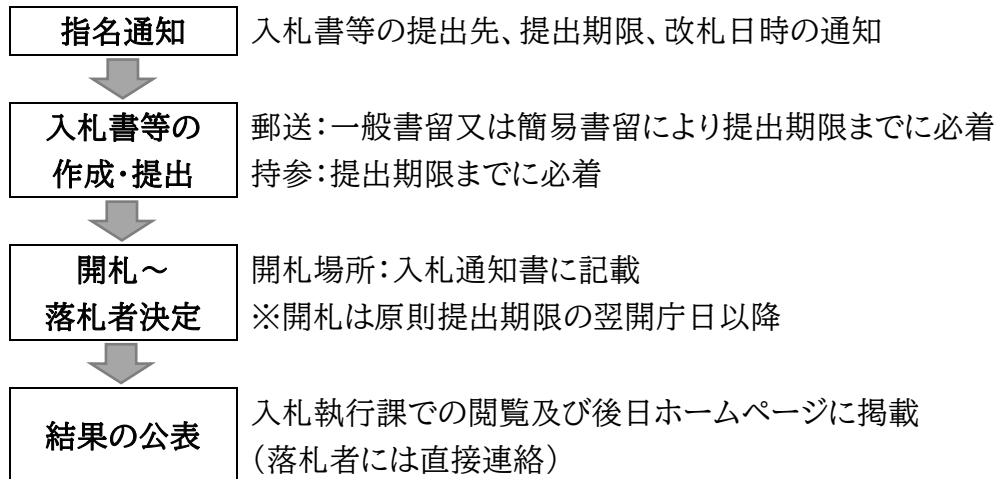 指名通知
入札書等の提出先、提出期限、改札日時の通知
入札書等の
作成・提出
郵送：一般書留又は簡易書留により提出期限までに必着
持参：提出期限までに必着
開札～
落札者決定
開札場所：入札通知書に記載
※開札は原則提出期限の翌開庁日以降
結果の公表
入札執行課での閲覧及び後日ホームページに掲載
（落札者には直接連絡）